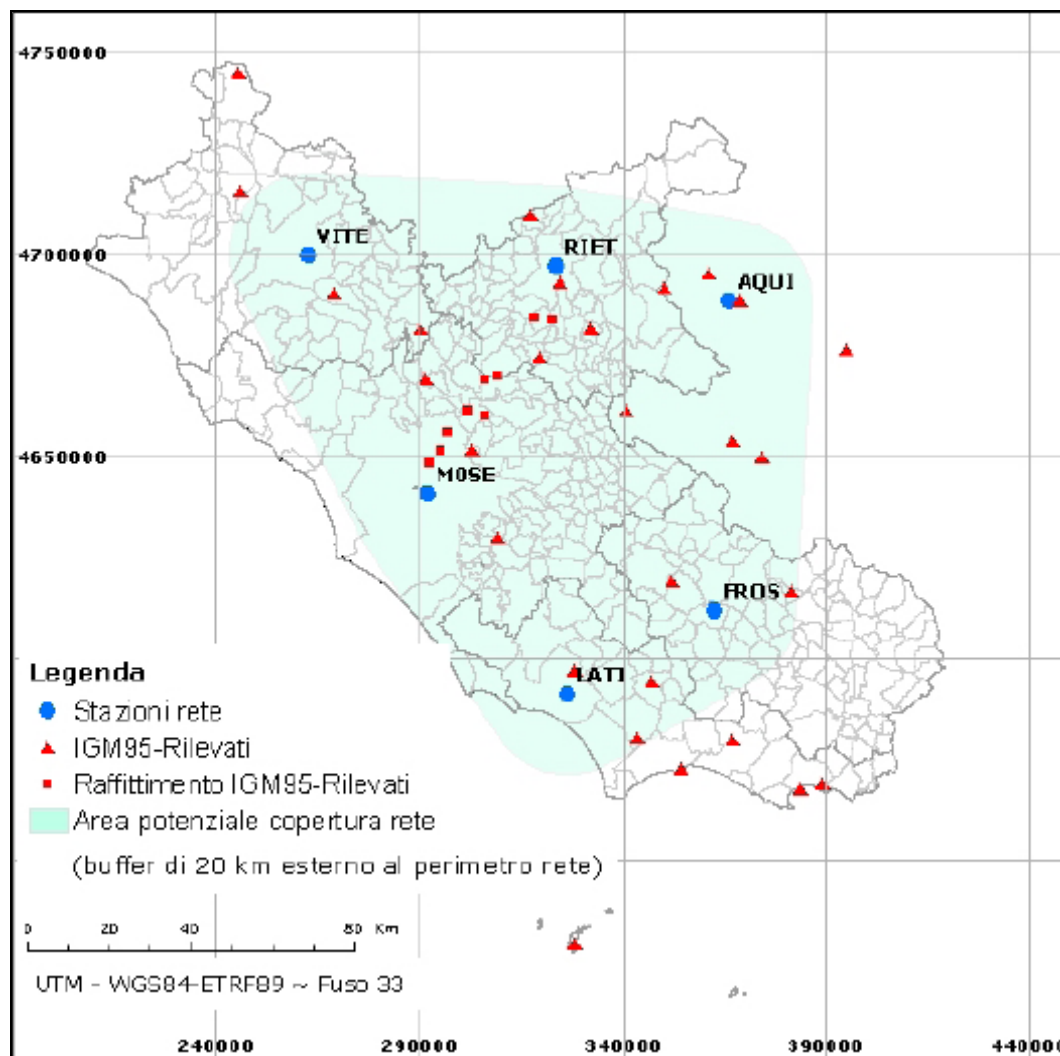 4750000
VITE
RIET
4700000
AQUI
4650000
M0SE
FROS
Legenda
LATI
Stazioni rete
IGM95-Rilevati
Raffittimento IGM95-Rilevati
Area potenziale copertura rete
(buffer di 20 km esterno al perimetro rete)
0 20 40 60 80 Km
UTM - WGS84-ETRF89 ~ Fuso 33
240000 290000 340000 390000 440000